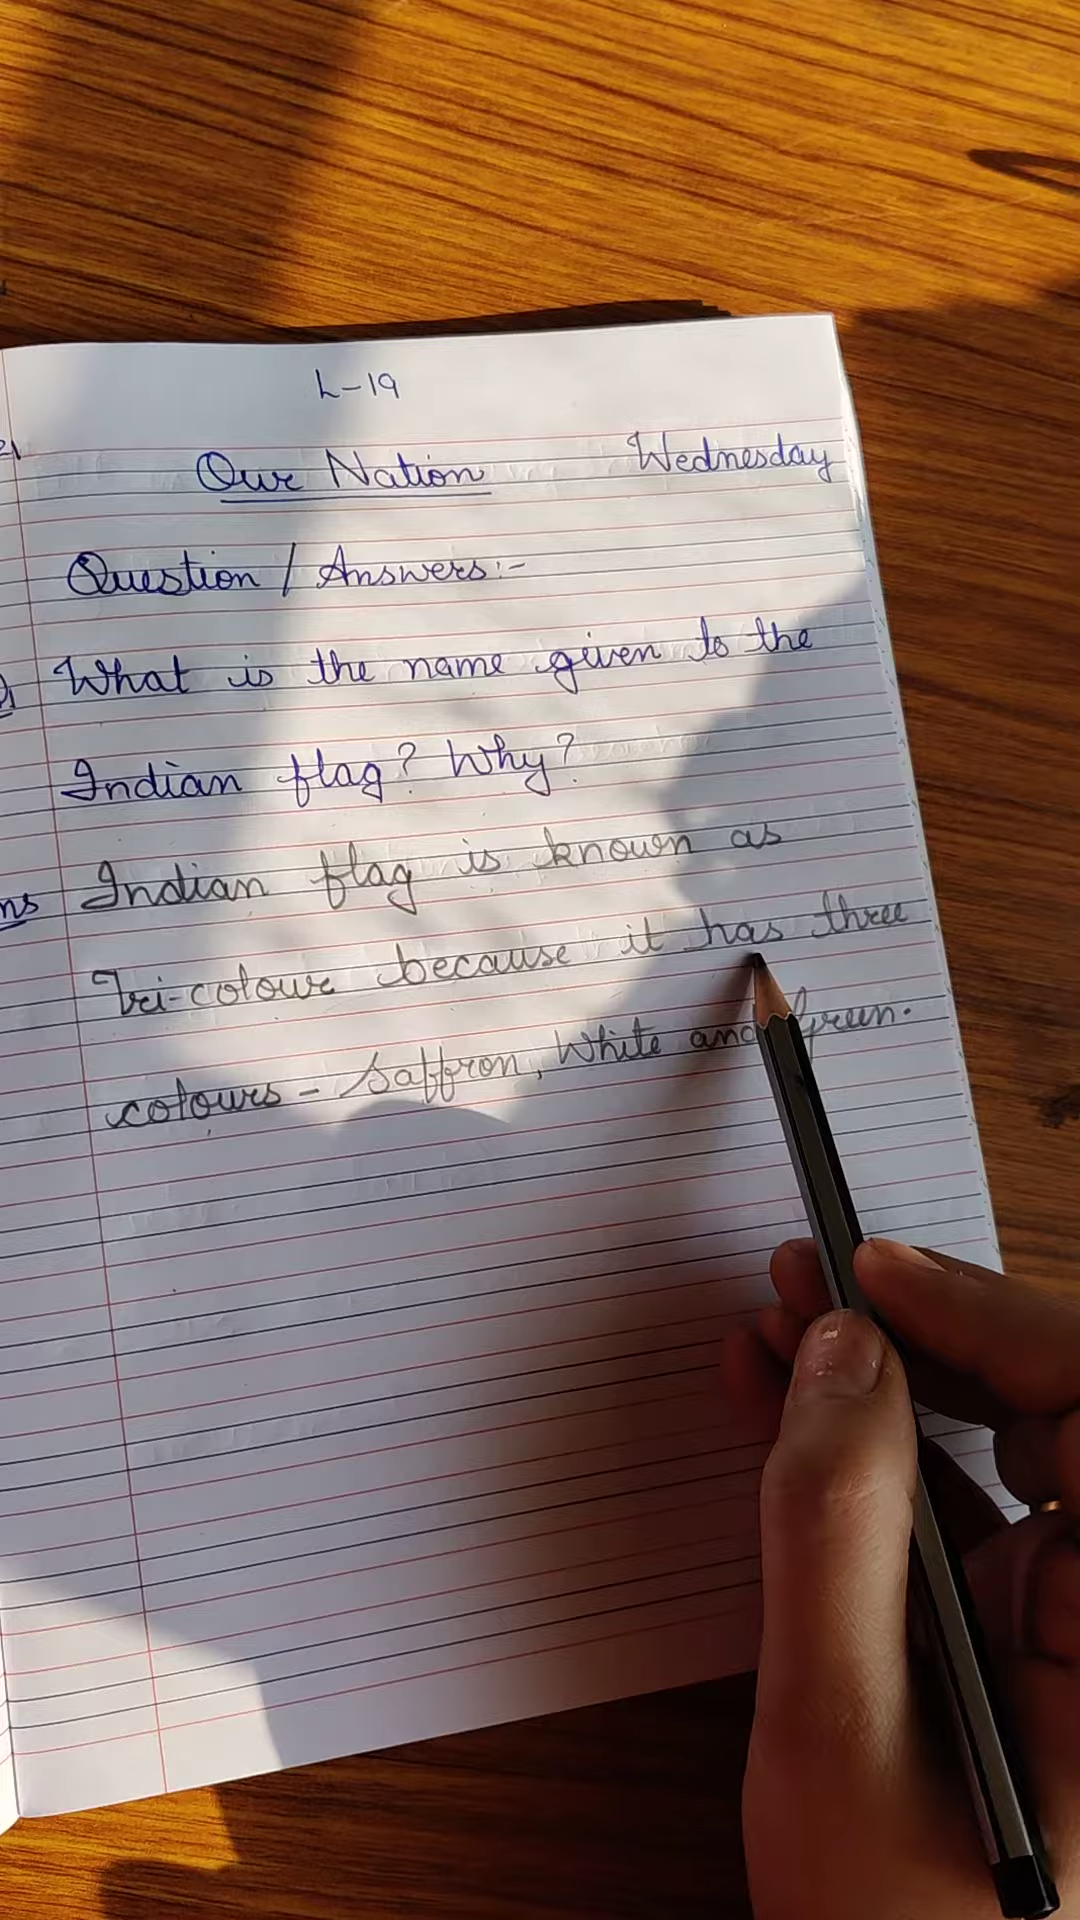 L-19
Our Nation Wednesday
Question / Answers:-
What is the name given to the
Indian flag? Why?
ns Indian flag is known as
Tri-colour because it has three
colours - Saffron, White and Green.